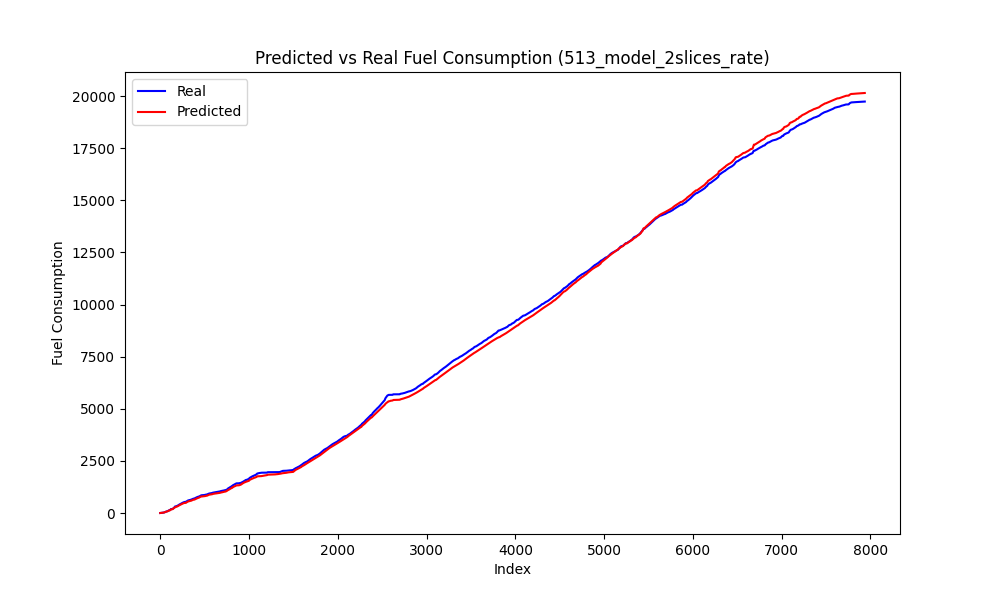 Predicted vs Real Fuel Consumption (513_model_2slices_rate)
Real
Predicted
20000
17500
15000
12500
10000
7500
5000
2500
0
Fuel Consumption
0 1000 2000 3000 4000 5000 6000 7000 8000
Index